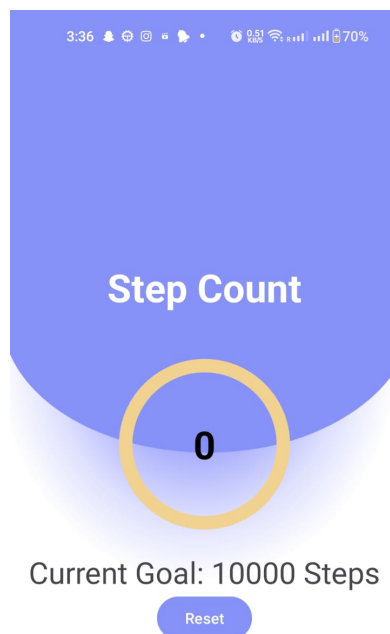 3:36 0.51 KB/S R 70%
Step Count
0
Current Goal: 10000 Steps
Reset